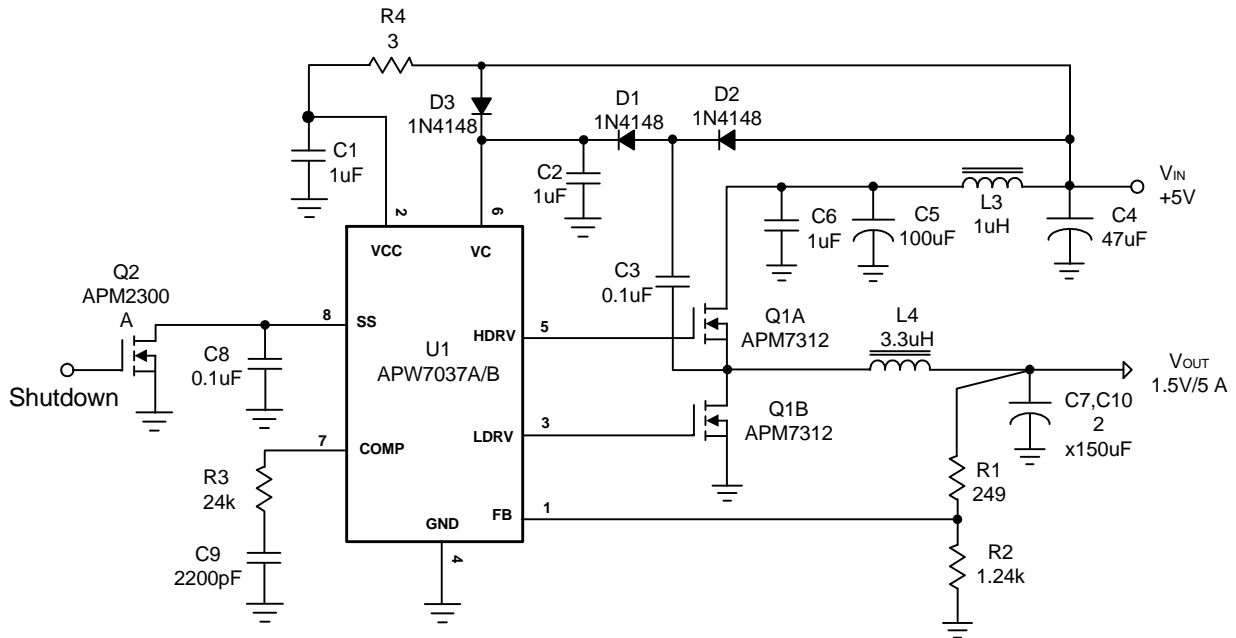 R4
3
D3
1N4148
D1
1N4148
D2
1N4148
C1
1uF
C2
1uF
2
6
VCC
VC
C6
1uF
C5
100uF
L3
1uH
VIN
+5V
C4
47uF
Q2
APM2300
A
C3
0.1uF
8
SS
HDRV
5
Q1A
APM7312
L4
3.3uH
U1
APW7037A/B
C8
0.1uF
Shutdown
VOUT
1.5V/5 A
Q1B
APM7312
C7,C10
2
x150uF
7
COMP
LDRV
3
R3
24k
R1
249
FB
1
GND
4
C9
2200pF
R2
1.24k